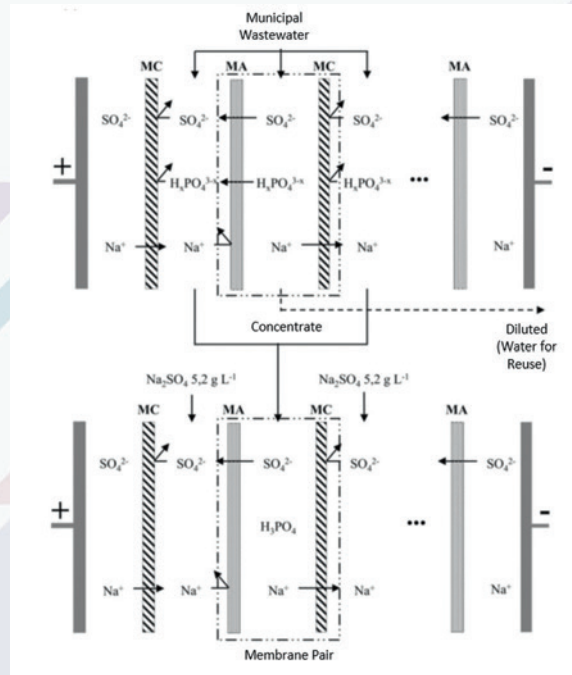 Municipal
Wastewater
MC MA MC MA
SO₄²⁻ SO₄²⁻ SO₄²⁻ SO₄²⁻ SO₄²⁻
+ -
HₓPO₄³⁻ˣ HₓPO₄³⁻ˣ HₓPO₄³⁻ˣ ...
Na⁺ Na⁺ Na⁺ Na⁺ Na⁺
Concentrate
Diluted
(Water for
Reuse)
Na₂SO₄ 5,2 g L⁻¹ Na₂SO₄ 5,2 g L⁻¹
MC MA MC MA
SO₄²⁻ SO₄²⁻ SO₄²⁻ SO₄²⁻ SO₄²⁻
+ -
H₃PO₄ ...
Na⁺ Na⁺ Na⁺ Na⁺ Na⁺
Membrane Pair